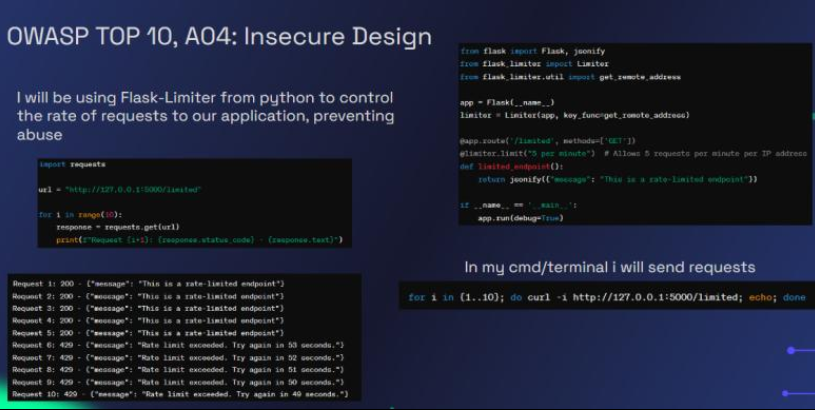 OWASP TOP 10, A04: Insecure Design
I will be using Flask-Limiter from python to control
the rate of requests to our application, preventing
abuse
import requests
url = "http://127.0.0.1:5000/limited"
for i in range(10):
response = requests.get(url)
print(f"Request {i+1}: {response.status_code} - {response.text}")
Request 1: 200 - {"message": "This is a rate-limited endpoint"}
Request 2: 200 - {"message": "This is a rate-limited endpoint"}
Request 3: 200 - {"message": "This is a rate-limited endpoint"}
Request 4: 200 - {"message": "This is a rate-limited endpoint"}
Request 5: 200 - {"message": "This is a rate-limited endpoint"}
Request 6: 429 - {"message": "Rate limit exceeded. Try again in 53 seconds."}
Request 7: 429 - {"message": "Rate limit exceeded. Try again in 52 seconds."}
Request 8: 429 - {"message": "Rate limit exceeded. Try again in 51 seconds."}
Request 9: 429 - {"message": "Rate limit exceeded. Try again in 50 seconds."}
Request 10: 429 - {"message": "Rate limit exceeded. Try again in 49 seconds."}
from flask import Flask, jsonify
from flask_limiter import Limiter
from flask_limiter.util import get_remote_address
app = Flask(__name__)
limiter = Limiter(app, key_func=get_remote_address)
@app.route('/limited', methods=['GET'])
@limiter.limit("5 per minute") # Allows 5 requests per minute per IP address
def limited_endpoint():
return jsonify({"message": "This is a rate-limited endpoint"})
if __name__ == '__main__':
app.run(debug=True)
In my cmd/terminal i will send requests
for i in {1..10}; do curl -i http://127.0.0.1:5000/limited; echo; done